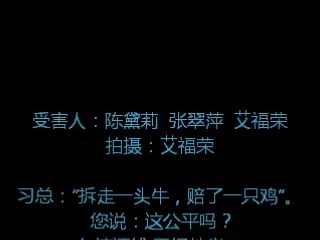 受害人：陈黛莉 张翠萍 艾福荣
拍摄：艾福荣
习总：“拆走一头牛，赔了一只鸡”。
您说：这公平吗？